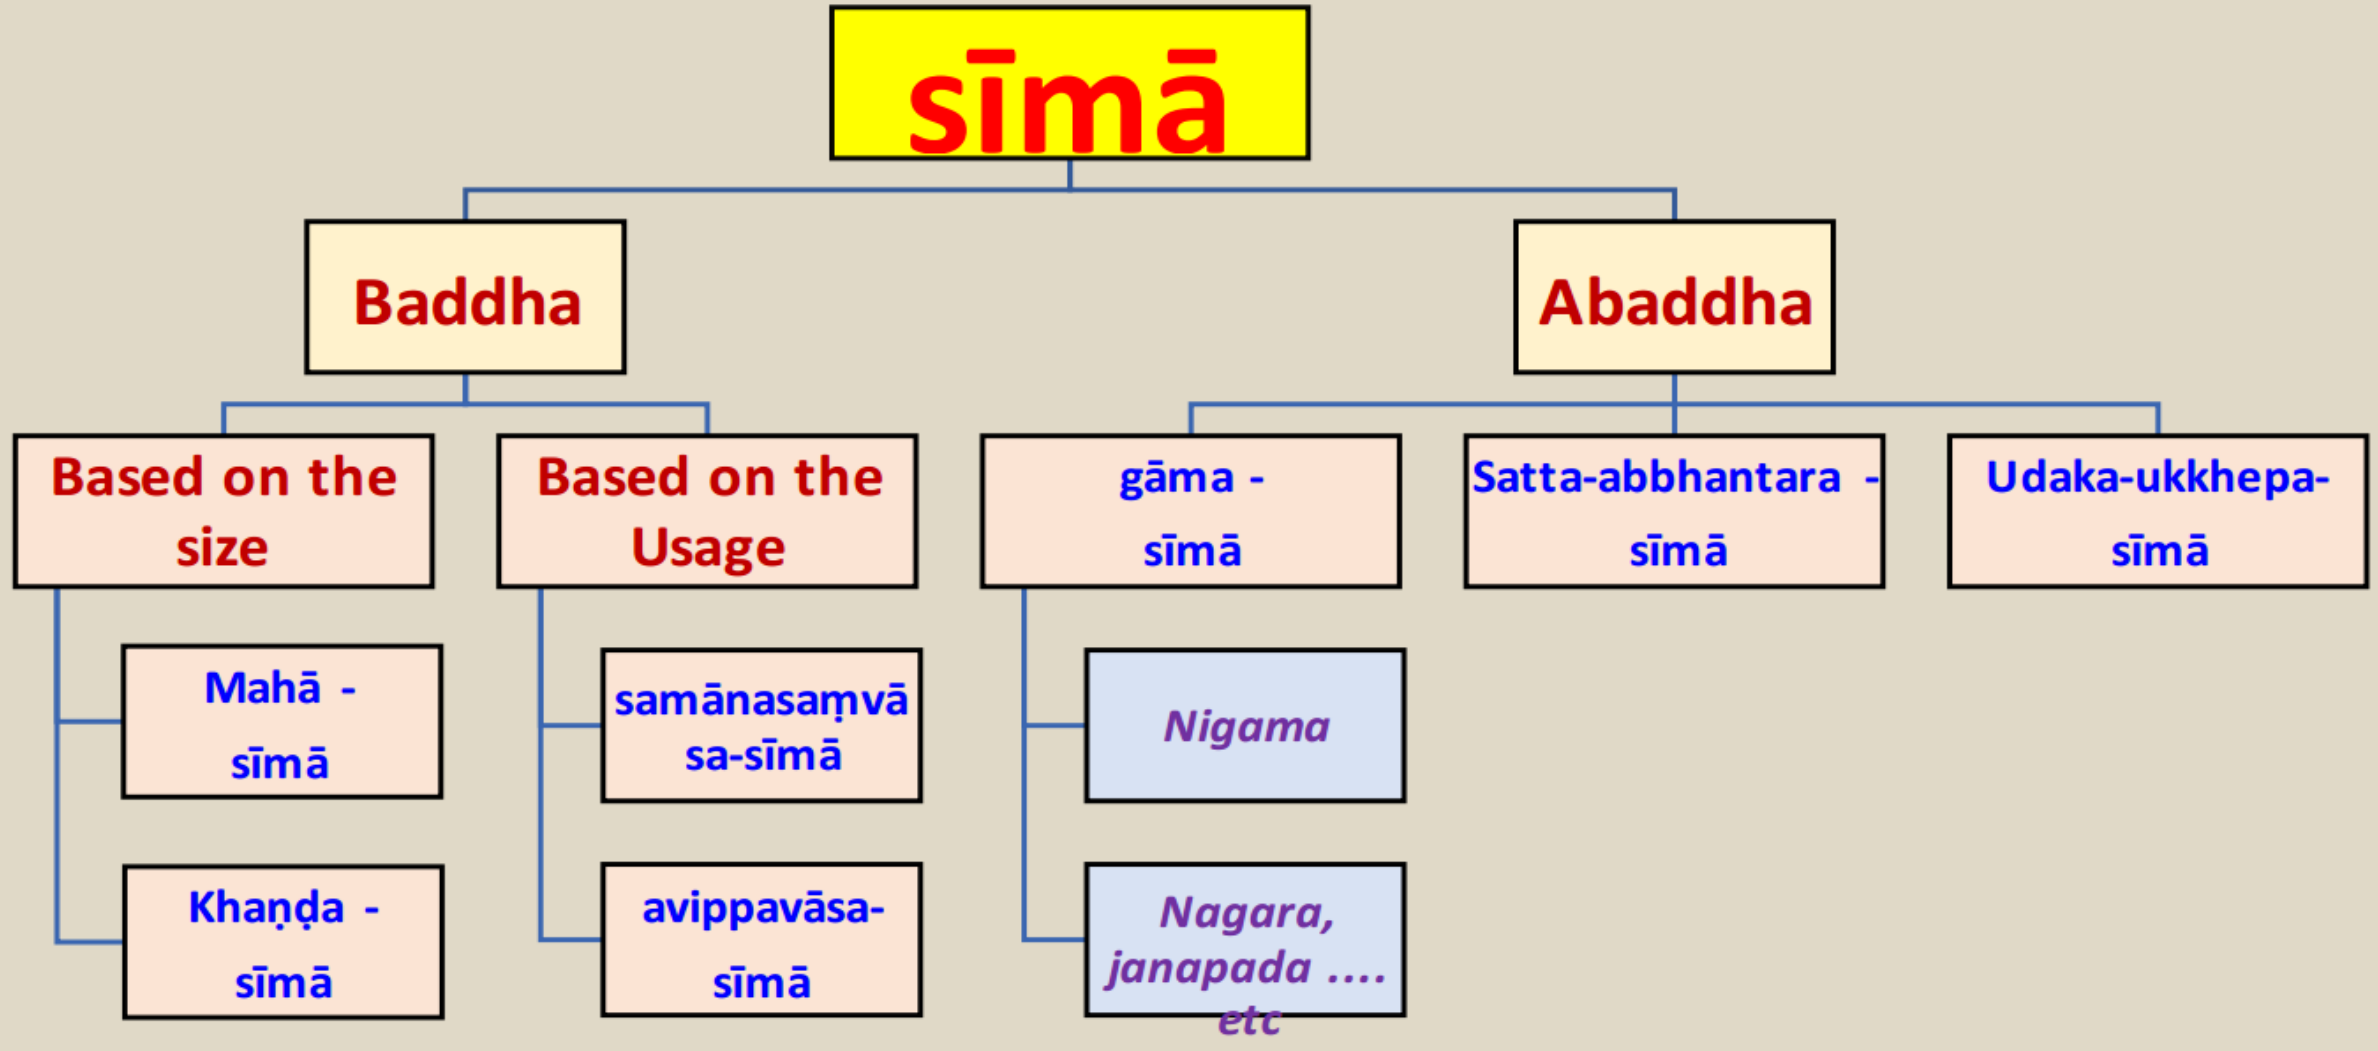 sīmā
Baddha
Abaddha
Based on the
size
Based on the
Usage
gāma -
sīmā
Satta-abbhantara -
sīmā
Udaka-ukkhepa-
sīmā
Mahā -
sīmā
samānasaṃvā
sa-sīmā
Nigama
Khaṇḍa -
sīmā
avippavāsa-
sīmā
Nagara,
janapada ....
etc